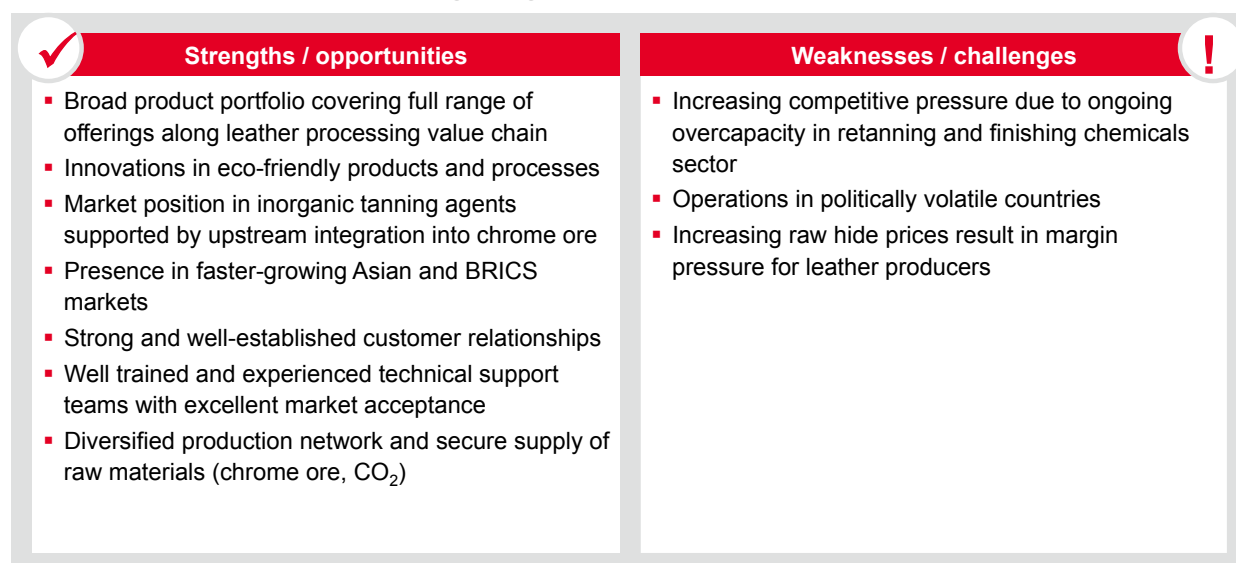 Strengths / opportunities
▪ Broad product portfolio covering full range of
offerings along leather processing value chain
▪ Innovations in eco-friendly products and processes
▪ Market position in inorganic tanning agents
supported by upstream integration into chrome ore
▪ Presence in faster-growing Asian and BRICS
markets
▪ Strong and well-established customer relationships
▪ Well trained and experienced technical support
teams with excellent market acceptance
▪ Diversified production network and secure supply of
raw materials (chrome ore, CO₂)
Weaknesses / challenges
!
▪ Increasing competitive pressure due to ongoing
overcapacity in retanning and finishing chemicals
sector
▪ Operations in politically volatile countries
▪ Increasing raw hide prices result in margin
pressure for leather producers